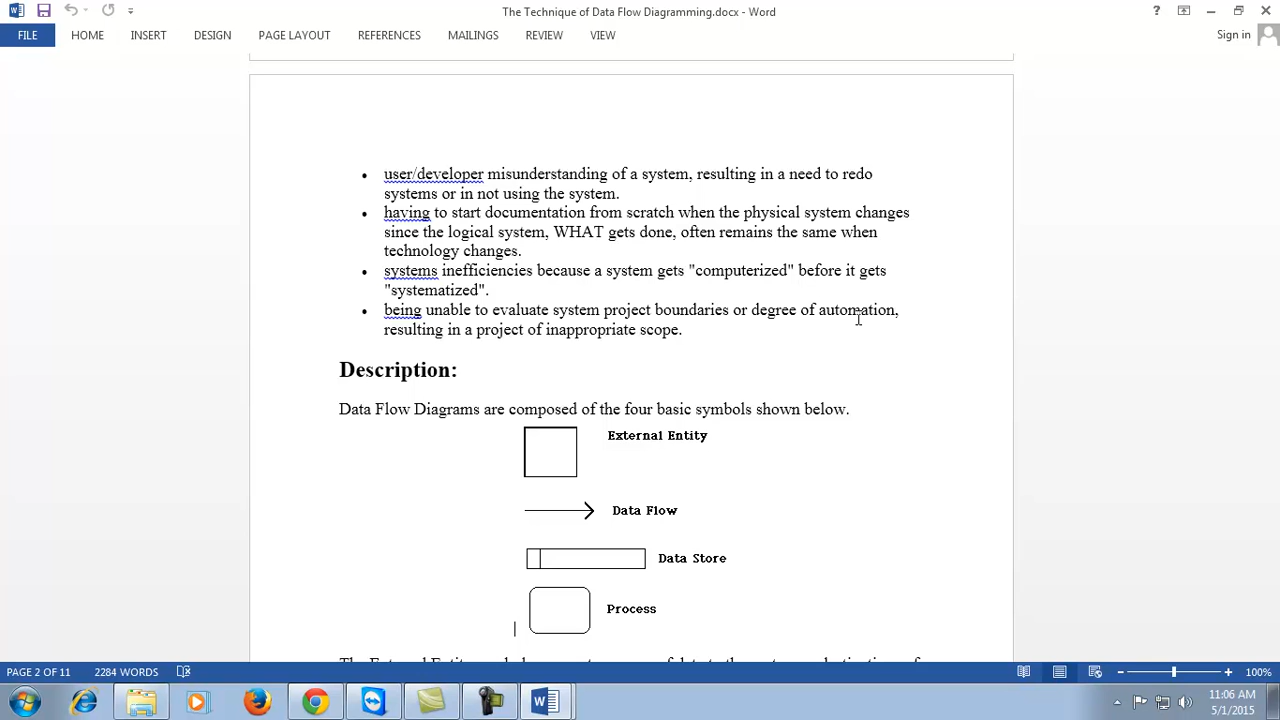 The Technique of Data Flow Diagramming.docx - Word
FILE HOME INSERT DESIGN PAGE LAYOUT REFERENCES MAILINGS REVIEW VIEW Sign in
• user/developer misunderstanding of a system, resulting in a need to redo
systems or in not using the system.
• having to start documentation from scratch when the physical system changes
since the logical system, WHAT gets done, often remains the same when
technology changes.
• systems inefficiencies because a system gets "computerized" before it gets
"systematized".
• being unable to evaluate system project boundaries or degree of automation,
resulting in a project of inappropriate scope.
Description:
Data Flow Diagrams are composed of the four basic symbols shown below.
External Entity
Data Flow
Data Store
Process
PAGE 2 OF 11 2284 WORDS 100%
11:06 AM
5/1/2015